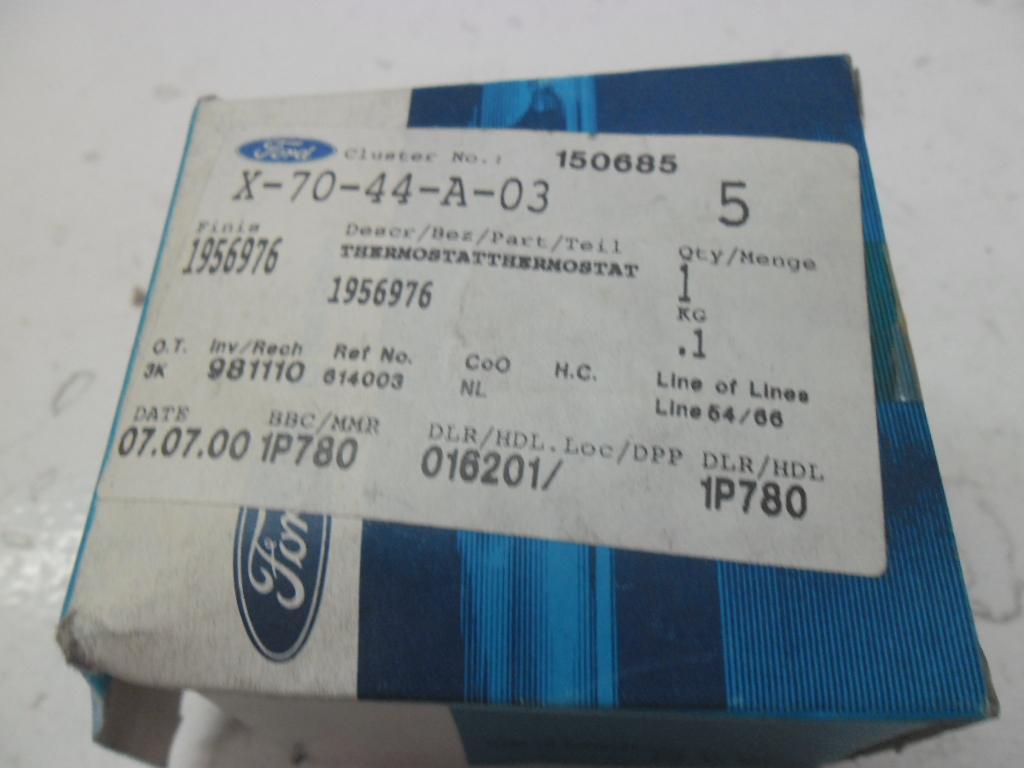 Ford Cluster No.: 150685
X-70-44-A-03 5
Finis Descr/Bez/Part/Teil Qty/Menge
1956976 THERMOSTATTHERMOSTAT 1
1956976 KG
.1
O.T. Inv/Rech Ref No. CoO H.C. Line of Lines
3K 981110 614003 NL Line 54/66
DATE BBC/MMR DLR/HDL.Loc/DPP DLR/HDL
07.07.00 1P780 016201/ 1P780
Ford